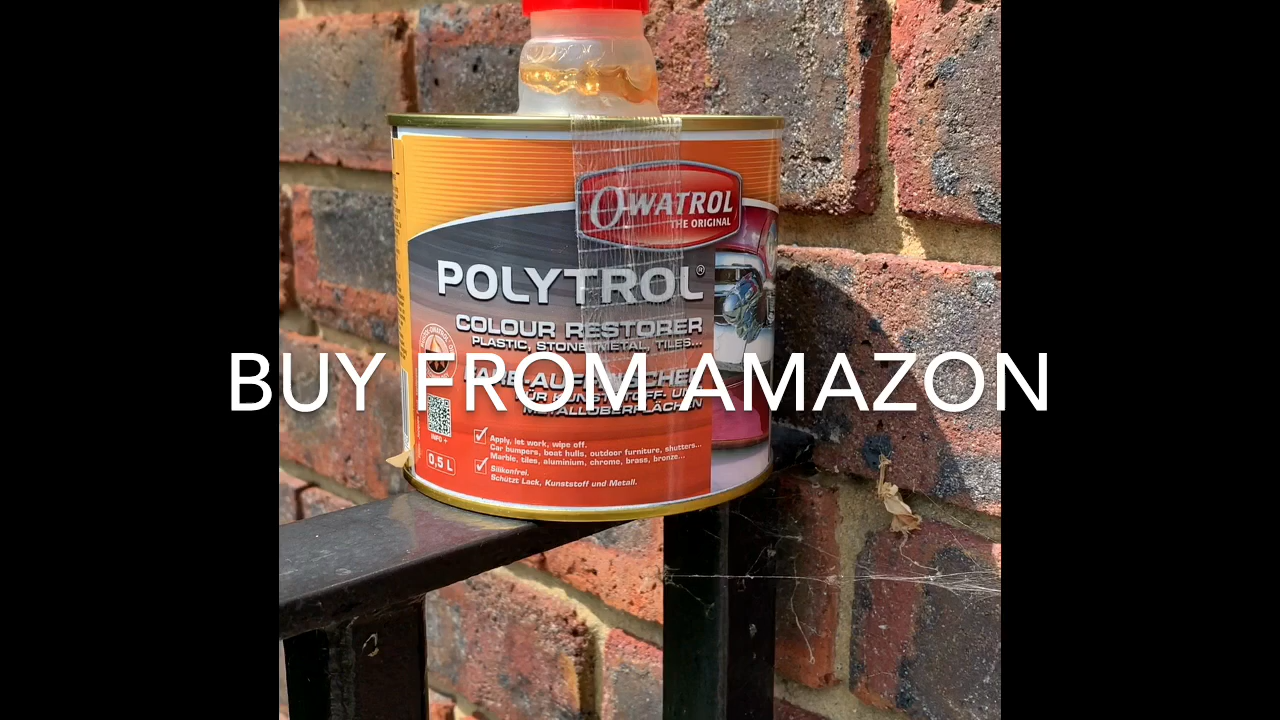 OWATROL
THE ORIGINAL
POLYTROL®
COLOUR RESTORER
PLASTIC, STONE, METAL, TILES...
BUY FROM AMAZON
METALLOBERFLÄCHEN
INFO +
0,5 L
Apply, let work, wipe off.
Car bumpers, boat hulls, outdoor furniture, shutters...
Marble, tiles, aluminium, chrome, brass, bronze...
Silikonfrei.
Schützt Lack, Kunststoff und Metall.